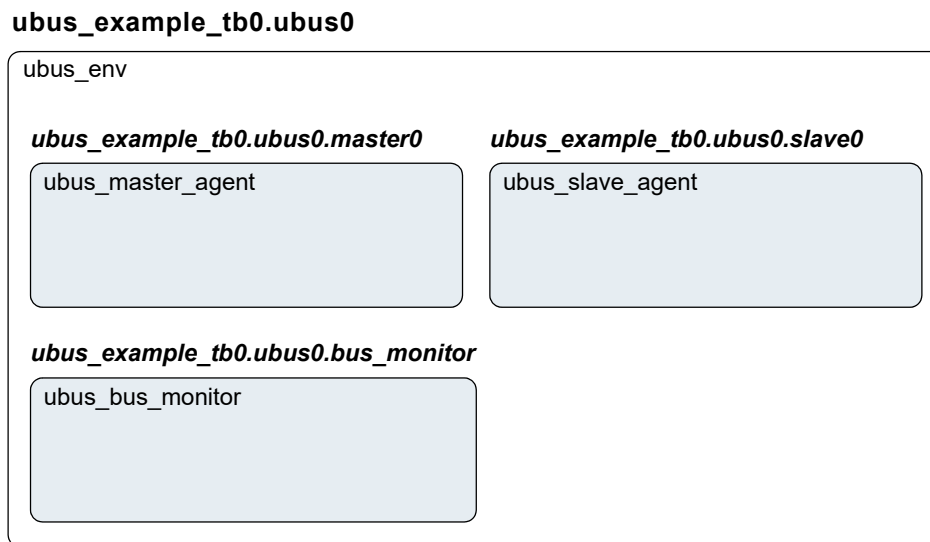 ubus_example_tb0.ubus0
ubus_env
ubus_example_tb0.ubus0.master0
ubus_example_tb0.ubus0.slave0
ubus_master_agent
ubus_slave_agent
ubus_example_tb0.ubus0.bus_monitor
ubus_bus_monitor